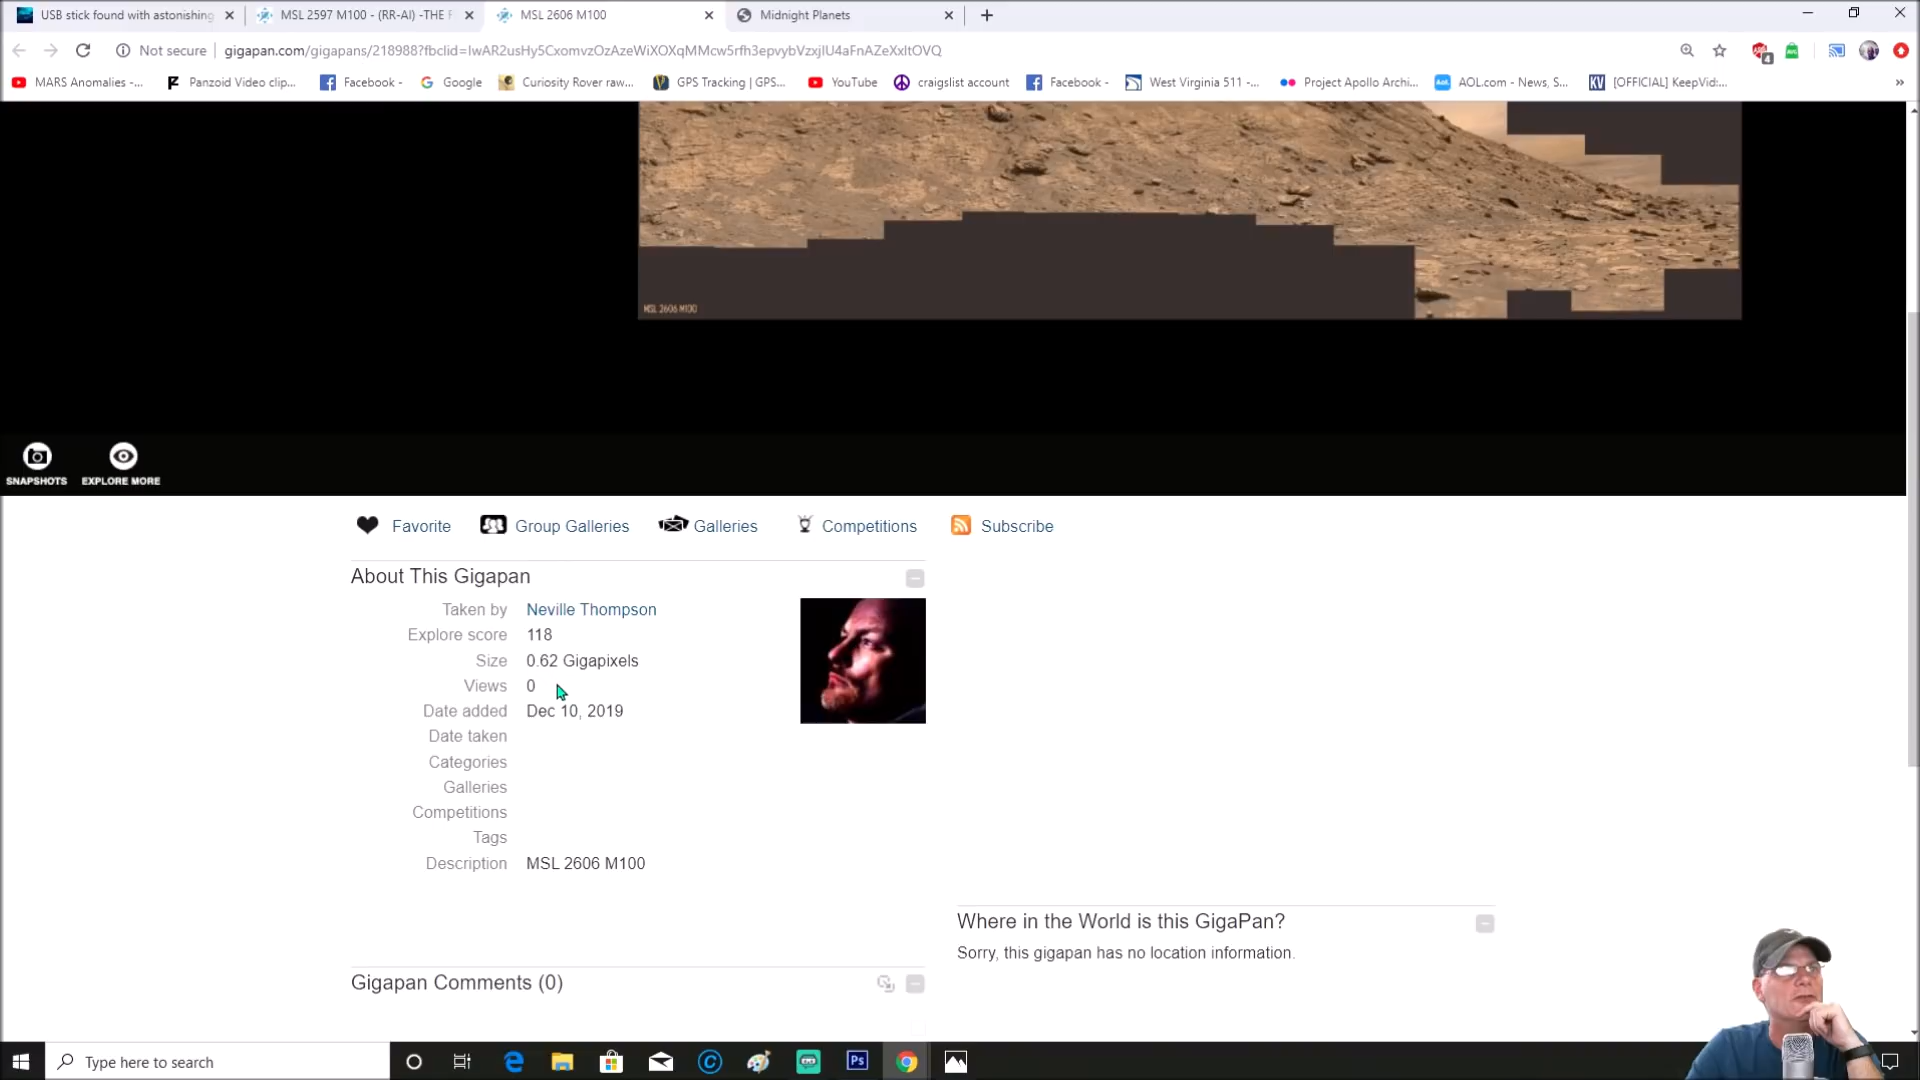 USB stick found with astonishing
MSL 2597 M100 - (RR-AI) -THE F
MSL 2606 M100
Midnight Planets
Not secure
gigapan.com/gigapans/218988?fbclid=IwAR2usHy5CxomvzOzAzeWiXOXqMMcw5rfh3epvybVzxjIU4aFnAZeXxltOVQ
4
MARS Anomalies -...
Panzoid Video clip...
Facebook -
Google
Curiosity Rover raw...
GPS Tracking | GPS...
YouTube
craigslist account
Facebook -
West Virginia 511 -...
Project Apollo Archi...
AOL.com - News, S...
KV
[OFFICIAL] KeepVid:...
MSL 2606 M100
SNAPSHOTS
EXPLORE MORE
Favorite
Group Galleries
Galleries
Competitions
Subscribe
About This Gigapan
Taken by Neville Thompson
Explore score 118
Size 0.62 Gigapixels
Views 0
Date added Dec 10, 2019
Date taken
Categories
Galleries
Competitions
Tags
Description MSL 2606 M100
Where in the World is this GigaPan?
Sorry, this gigapan has no location information.
Gigapan Comments (0)
Type here to search
Ps